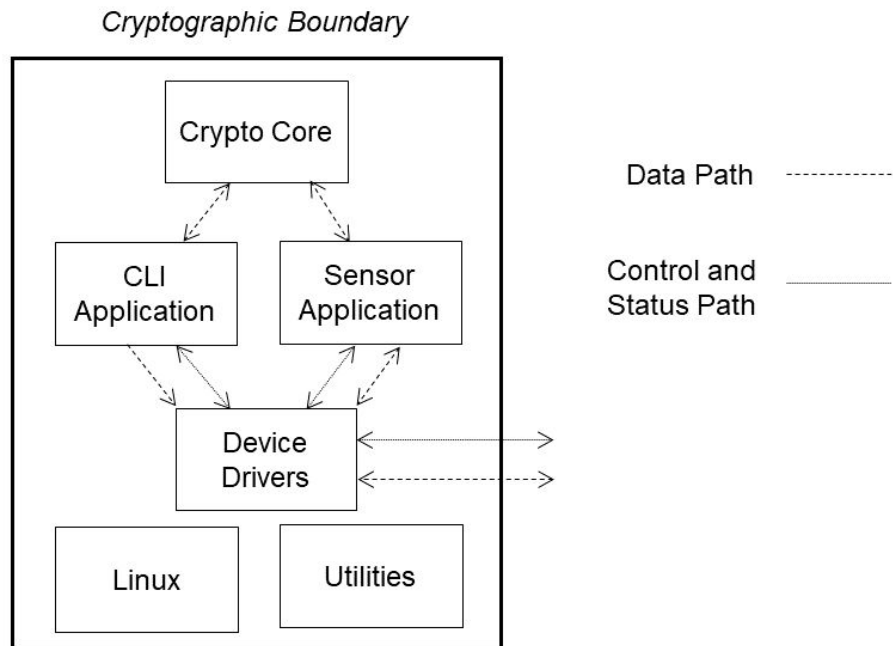 Cryptographic Boundary
Crypto Core
Data Path
CLI
Application
Sensor
Application
Control and
Status Path
Device
Drivers
Linux
Utilities